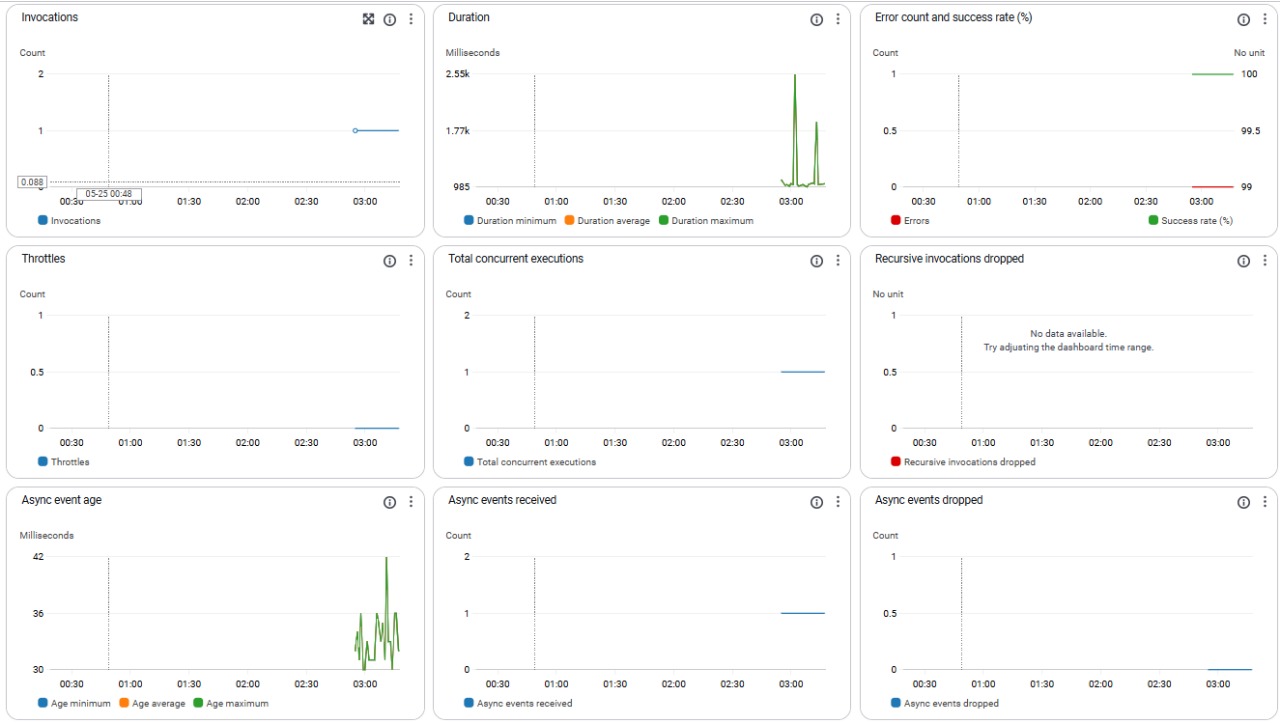 Invocations
Count
2
1
0.088
05-25 00:48
00:30 01:00 01:30 02:00 02:30 03:00
Invocations
Duration
Milliseconds
2.55k
1.77k
985
00:30 01:00 01:30 02:00 02:30 03:00
Duration minimum Duration average Duration maximum
Error count and success rate (%)
Count No unit
1 100
0.5 99.5
0 99
00:30 01:00 01:30 02:00 02:30 03:00
Errors Success rate (%)
Throttles
Count
1
0.5
0
00:30 01:00 01:30 02:00 02:30 03:00
Throttles
Total concurrent executions
Count
2
1
0
00:30 01:00 01:30 02:00 02:30 03:00
Total concurrent executions
Recursive invocations dropped
No unit
1
No data available.
Try adjusting the dashboard time range.
0.5
0
00:30 01:00 01:30 02:00 02:30 03:00
Recursive invocations dropped
Async event age
Milliseconds
42
36
30
00:30 01:00 01:30 02:00 02:30 03:00
Age minimum Age average Age maximum
Async events received
Count
2
1
0
00:30 01:00 01:30 02:00 02:30 03:00
Async events received
Async events dropped
Count
1
0.5
0
00:30 01:00 01:30 02:00 02:30 03:00
Async events dropped